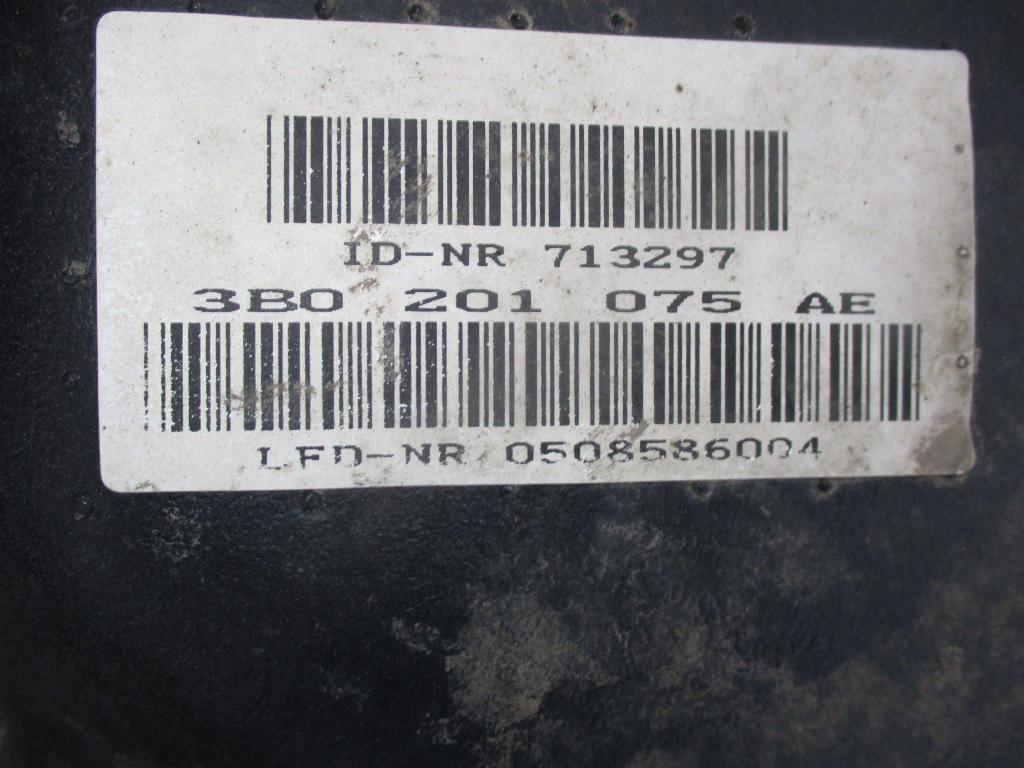 ID-NR 713297
3B0 201 075 AE
LFD-NR 0508586004